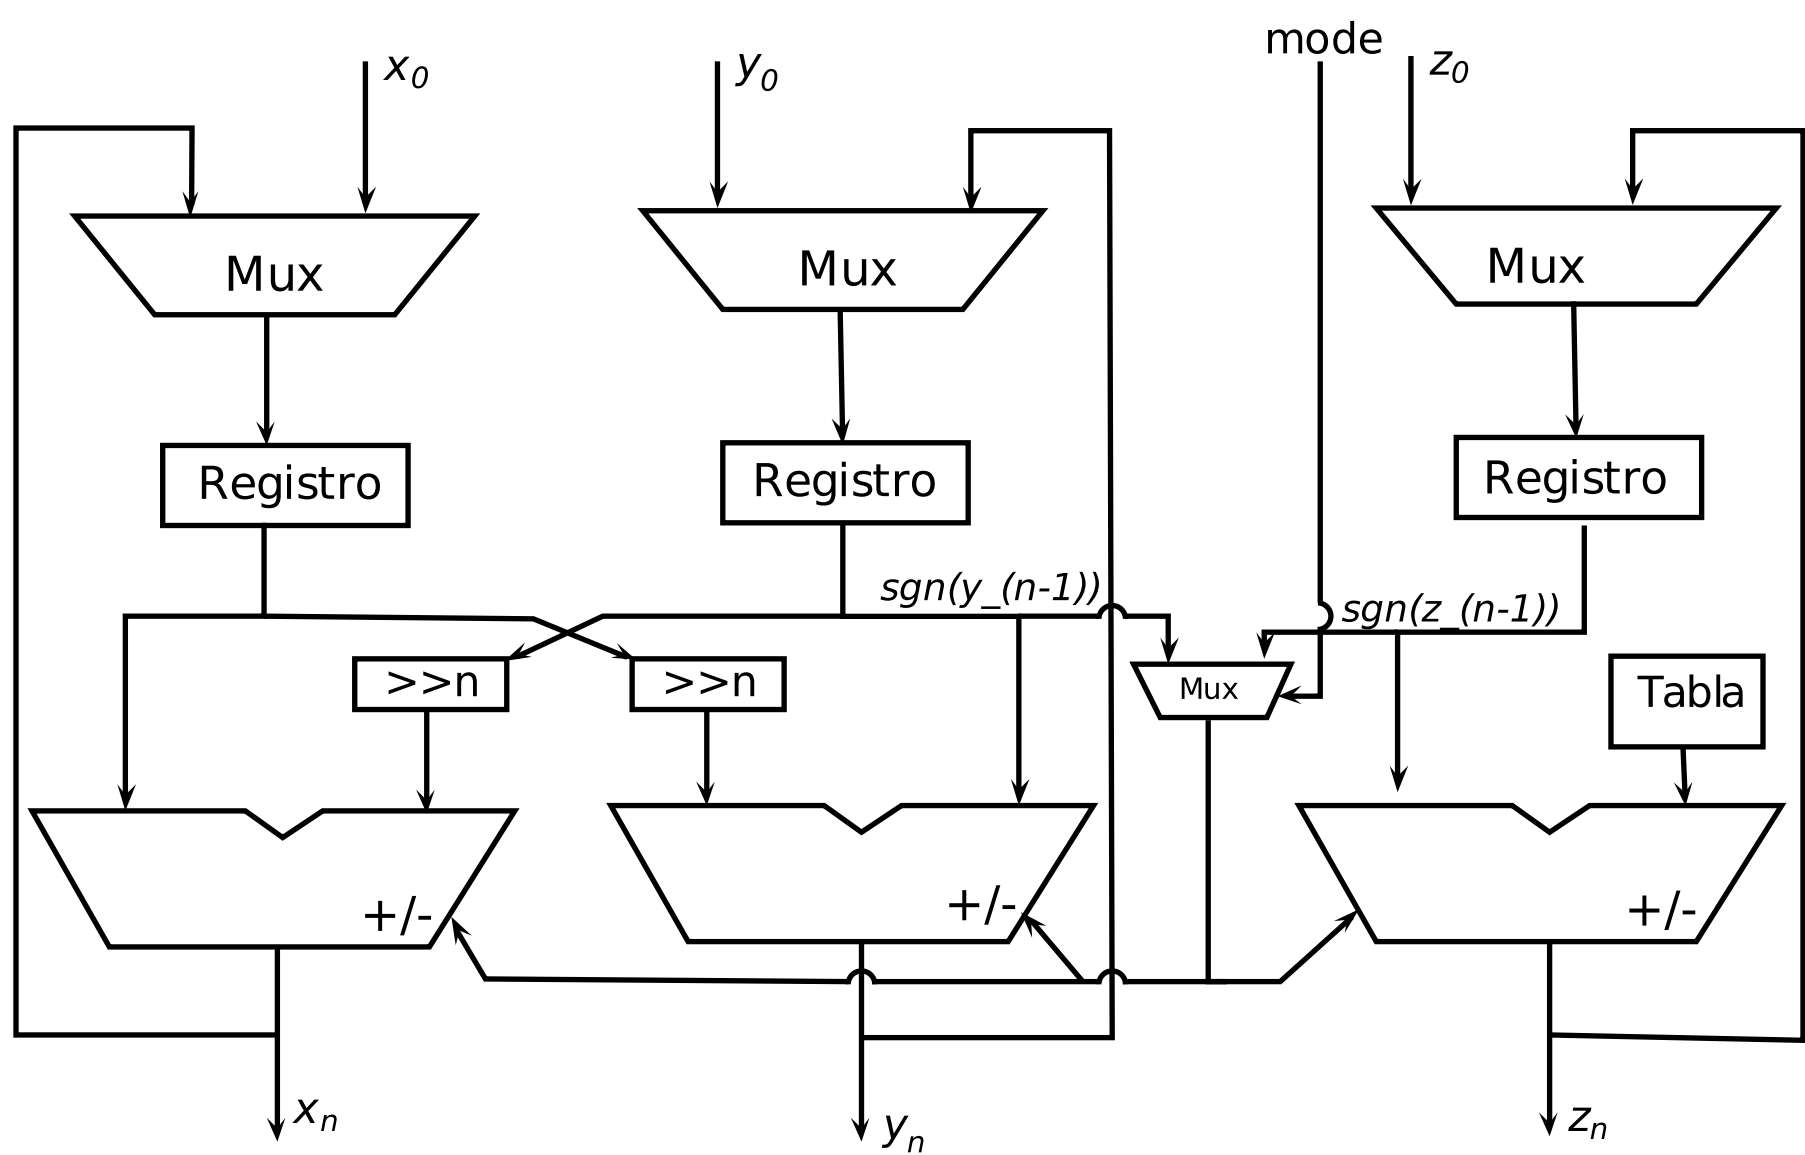 mode
x0
y0
z0
Mux
Mux
Mux
Registro
Registro
Registro
sgn(y_(n-1))
sgn(z_(n-1))
>>n
>>n
Mux
Tabla
+/-
+/-
+/-
xn
yn
zn